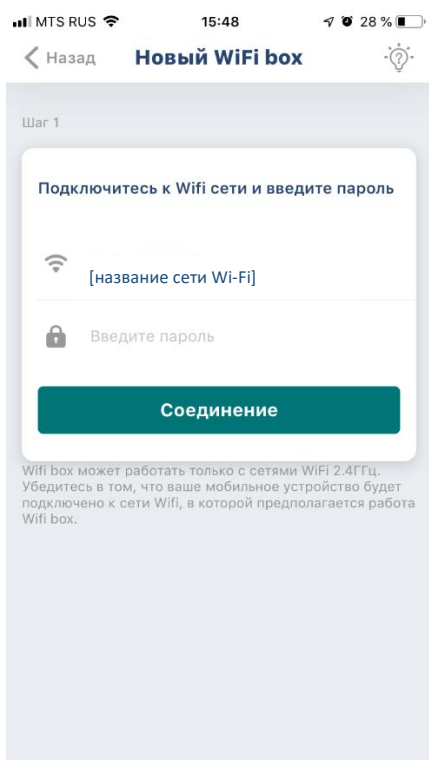 MTS RUS 15:48 28 %
Назад Новый WiFi box
Шаг 1
Подключитесь к Wifi сети и введите пароль
[название сети Wi-Fi]
Введите пароль
Соединение
Wifi box может работать только с сетями WiFi 2.4ГГц.
Убедитесь в том, что ваше мобильное устройство будет
подключено к сети Wifi, в которой предполагается работа
Wifi box.